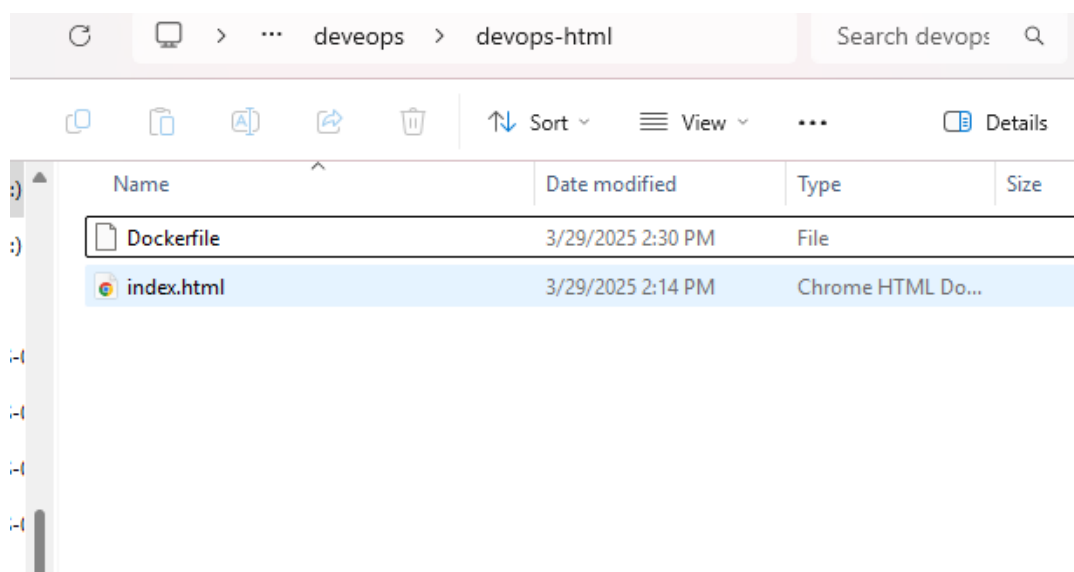 ... deveops > devops-html Search devops
Sort View ... Details
Name Date modified Type Size
:)
Dockerfile 3/29/2025 2:30 PM File
:)
index.html 3/29/2025 2:14 PM Chrome HTML Do...